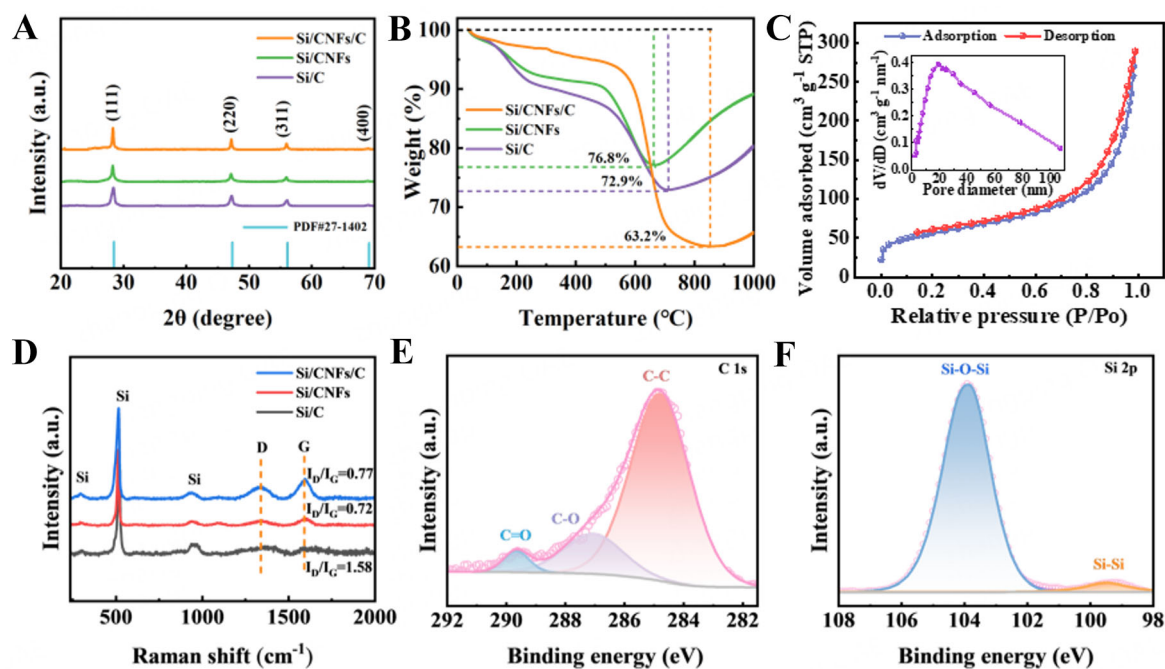 A
Si/CNFs/C
Si/CNFs
Si/C
(111)
(220)
(311)
(400)
PDF#27-1402
20 30 40 50 60 70
2θ (degree)
Intensity (a.u.)
B
100
90
80
70
60
Si/CNFs/C
Si/CNFs
Si/C
76.8%
72.9%
63.2%
0 200 400 600 800 1000
Temperature (°C)
Weight (%)
C
Adsorption Desorption
300
250
200
150
100
50
0
0.4
0.3
0.2
0.1
0.0
0 20 40 60 80 100
Pore diameter (nm)
dV/dD (cm³ g⁻¹ nm⁻¹)
0.0 0.2 0.4 0.6 0.8 1.0
Relative pressure (P/Po)
Volume adsorbed (cm³ g⁻¹ STP)
D
Si/CNFs/C
Si/CNFs
Si/C
Si
Si
Si
D
G
I_D/I_G=0.77
I_D/I_G=0.72
I_D/I_G=1.58
500 1000 1500 2000
Raman shift (cm⁻¹)
Intensity (a.u.)
E
C 1s
C-C
C-O
C=O
292 290 288 286 284 282
Binding energy (eV)
Intensity (a.u.)
F
Si 2p
Si-O-Si
Si-Si
108 106 104 102 100 98
Binding energy (eV)
Intensity (a.u.)